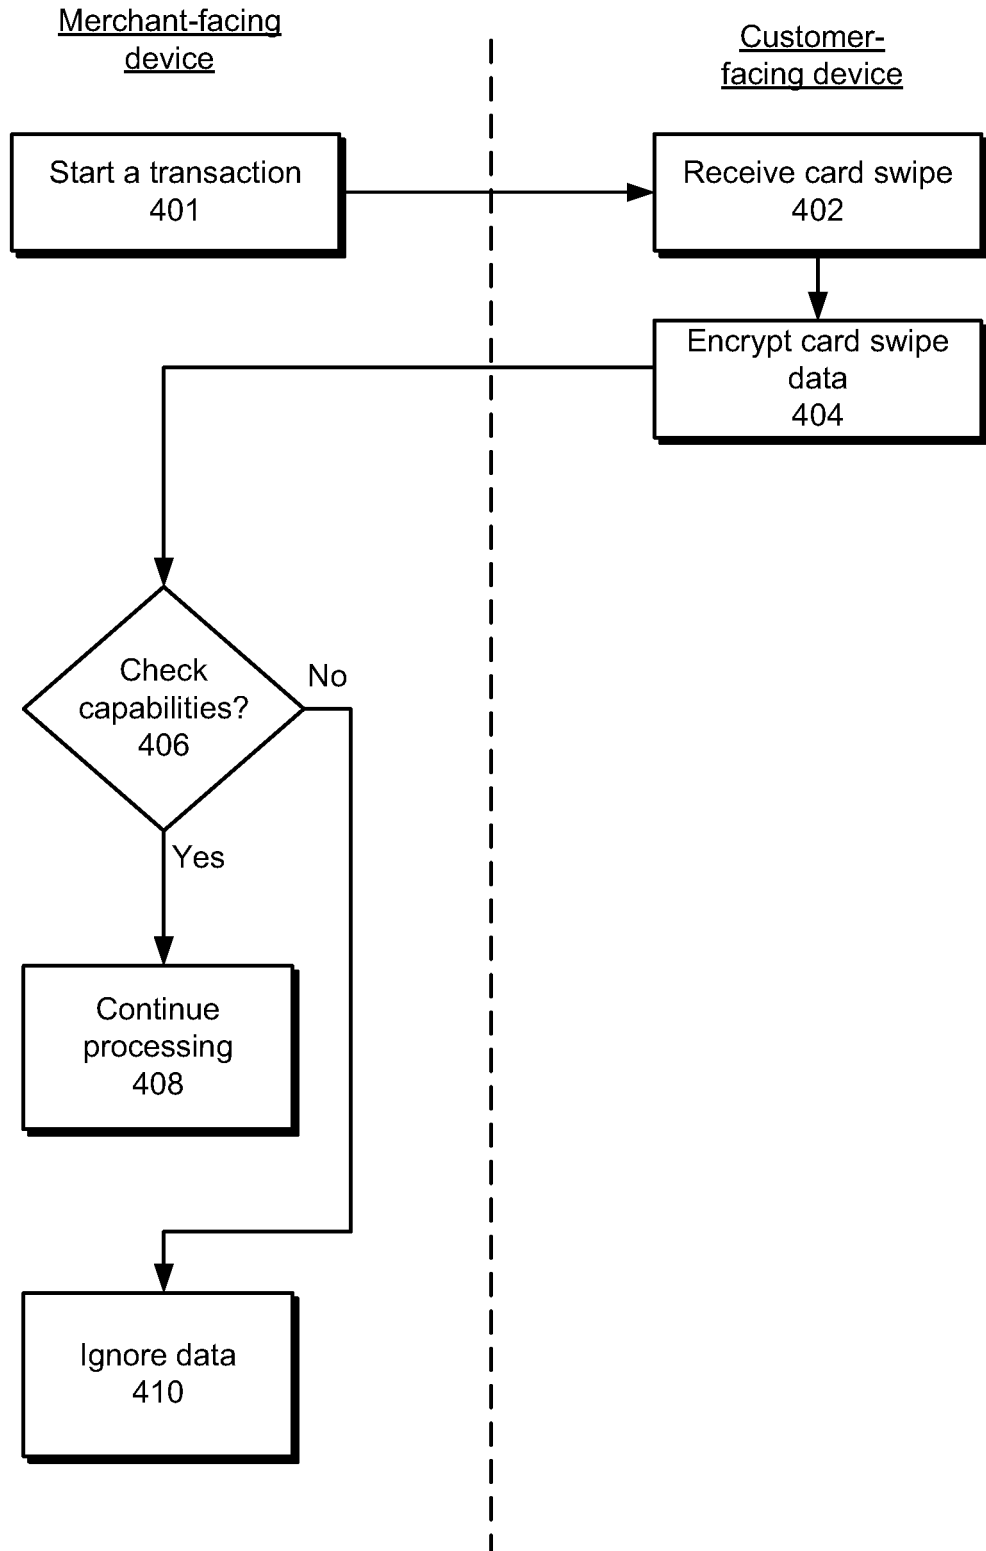 Merchant-facing
device
Customer-
facing device
Start a transaction
401
Receive card swipe
402
Encrypt card swipe
data
404
Check
capabilities?
406
No
Yes
Continue
processing
408
Ignore data
410